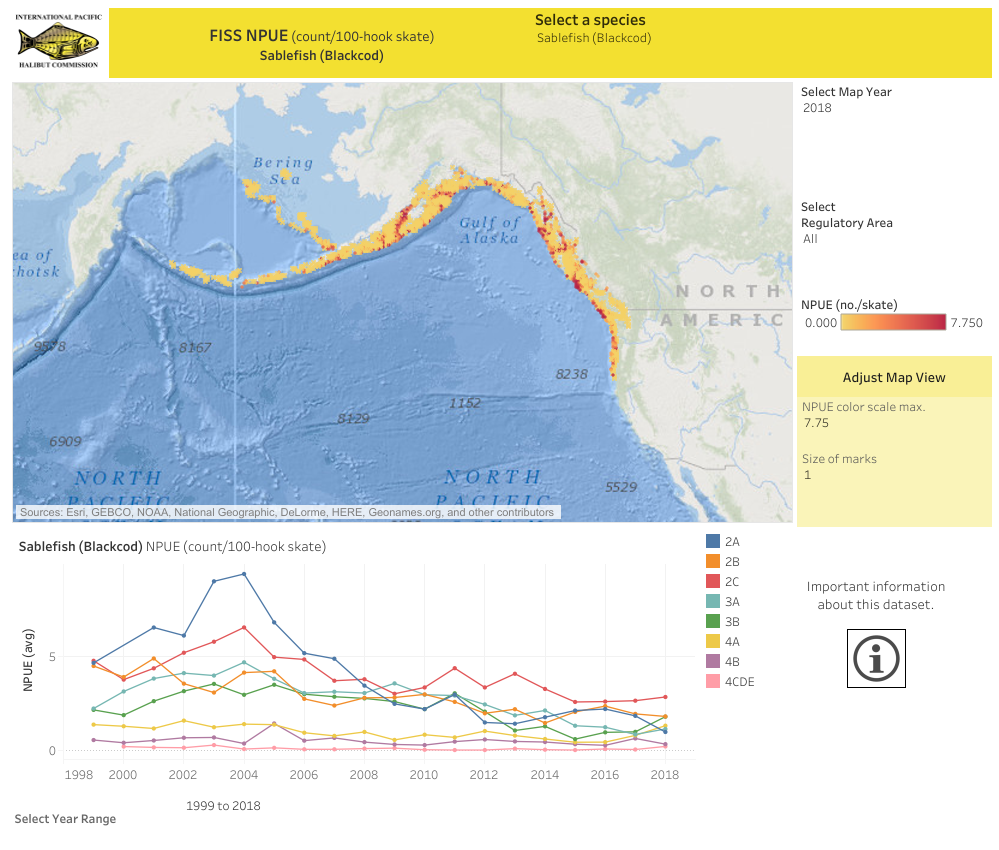 INTERNATIONAL PACIFIC
HALIBUT COMMISSION
FISS NPUE (count/100-hook skate)
Sablefish (Blackcod)
Select a species
Sablefish (Blackcod)
Bering
Sea
Gulf of
Alaska
ea of
hotsk
NORTH
AMERIC
9578
8167
8238
1152
8129
6909
5529
NORTH
PACIFIC
NORTH
PACIFIC
Sources: Esri, GEBCO, NOAA, National Geographic, DeLorme, HERE, Geonames.org, and other contributors
Select Map Year
2018
Select
Regulatory Area
All
NPUE (no./skate)
0.000
7.750
Adjust Map View
NPUE color scale max.
7.75
Size of marks
1
Sablefish (Blackcod) NPUE (count/100-hook skate)
NPUE (avg)
5
0
1998
2000
2002
2004
2006
2008
2010
2012
2014
2016
2018
2A
2B
2C
3A
3B
4A
4B
4CDE
Important information
about this dataset.
1999 to 2018
Select Year Range